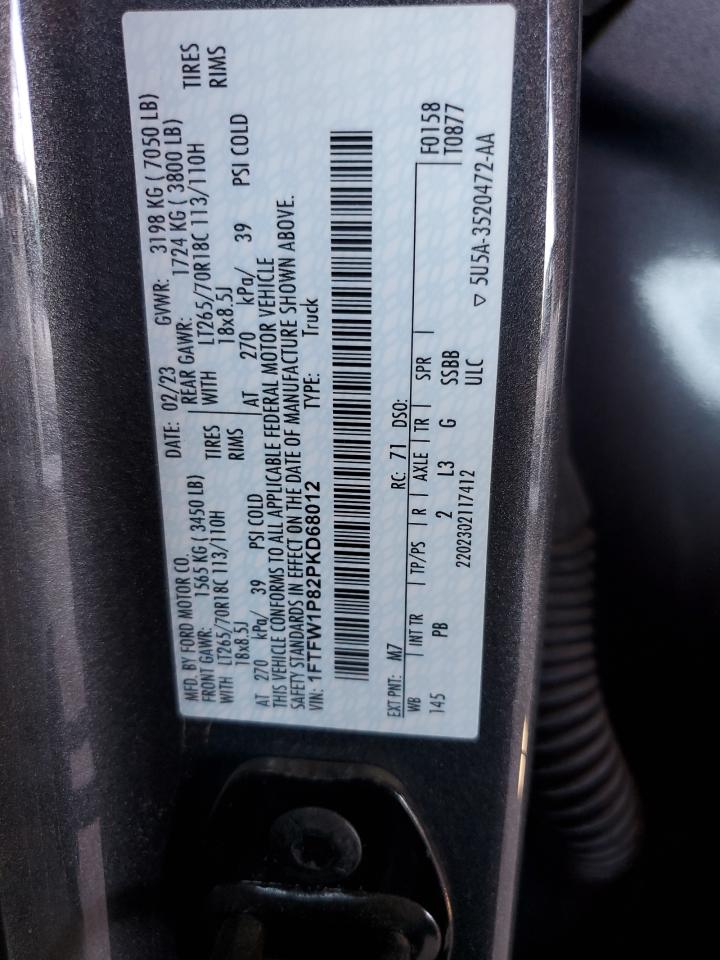 MFD. BY FORD MOTOR CO.
DATE: 02/23 GVWR: 3198 KG ( 7050 LB)
FRONT GAWR: 1565 KG ( 3450 LB) REAR GAWR: 1724 KG ( 3800 LB)
WITH LT265/70R18C 113/110H TIRES WITH LT265/70R18C 113/110H TIRES
18x8.5J RIMS 18x8.5J RIMS
AT 270 kPa/ 39 PSI COLD AT 270 kPa/ 39 PSI COLD
THIS VEHICLE CONFORMS TO ALL APPLICABLE FEDERAL MOTOR VEHICLE
SAFETY STANDARDS IN EFFECT ON THE DATE OF MANUFACTURE SHOWN ABOVE.
VIN: 1FTFW1P82PKD68012 TYPE: Truck
EXT PNT: M7 RC: 71 DSO: F0158
WB INT TR TP/PS R AXLE TR SPR T0877
145 PB 2 L3 G SSBB
2202302117412 ULC
▽ 5U5A-3520472-AA